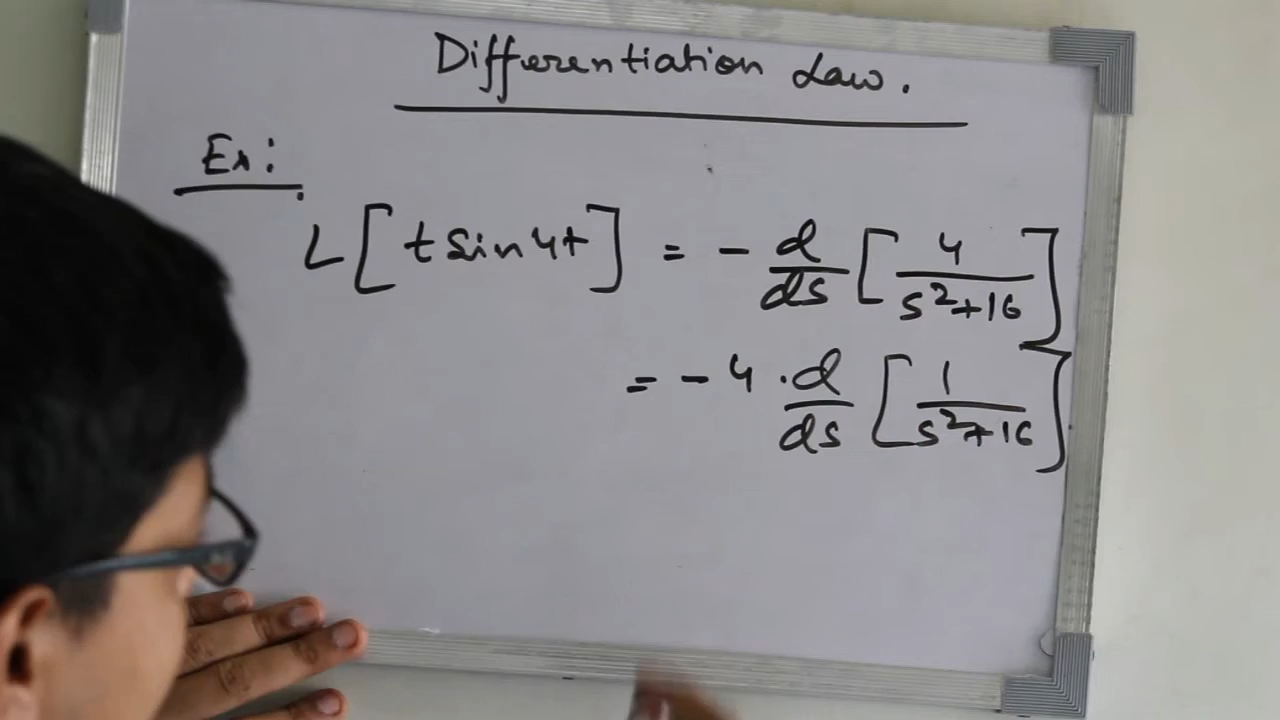 Differentiation Law.
Ex:
L[t sin4t] = - d/ds [4/s²+16]
= -4 . d/ds [1/s²+16]